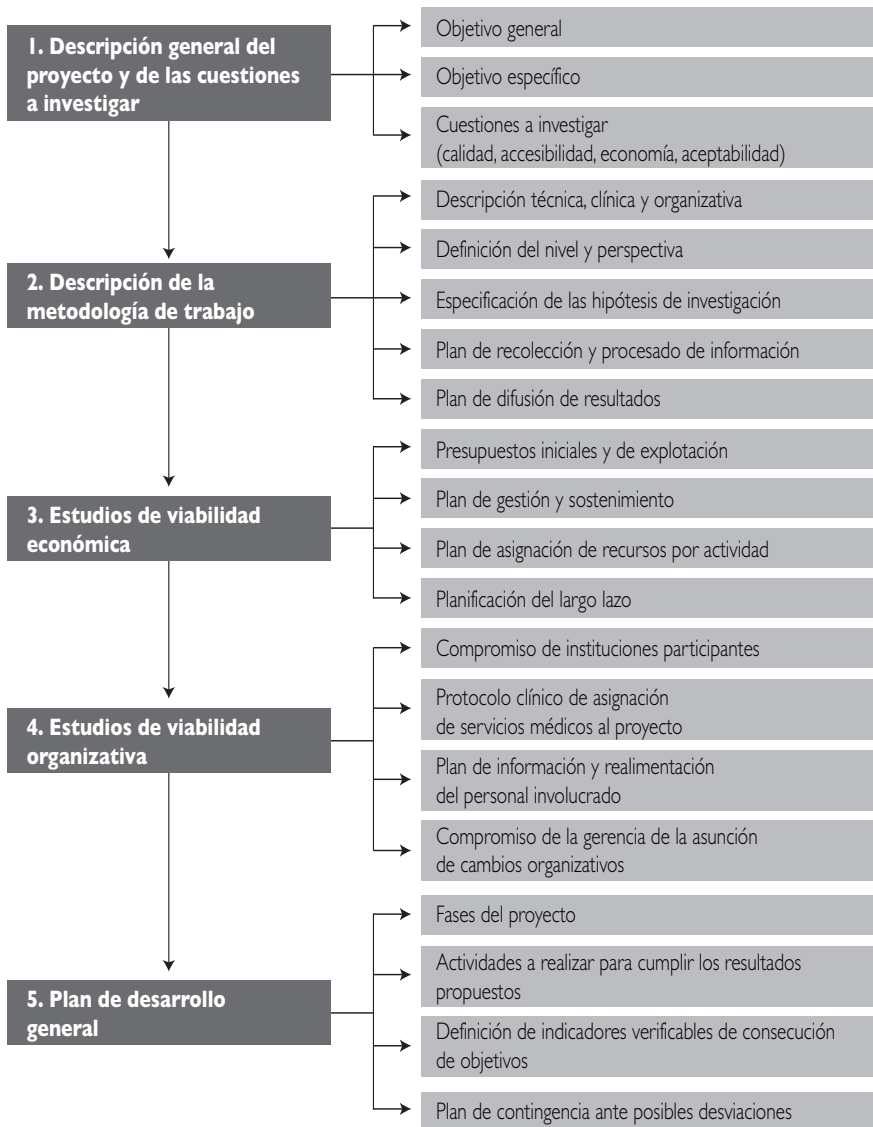 1. Descripción general del
proyecto y de las cuestiones
a investigar
Objetivo general
Objetivo específico
Cuestiones a investigar
(calidad, accesibilidad, economía, aceptabilidad)
2. Descripción de la
metodología de trabajo
Descripción técnica, clínica y organizativa
Definición del nivel y perspectiva
Especificación de las hipótesis de investigación
Plan de recolección y procesado de información
Plan de difusión de resultados
3. Estudios de viabilidad
económica
Presupuestos iniciales y de explotación
Plan de gestión y sostenimiento
Plan de asignación de recursos por actividad
Planificación del largo lazo
4. Estudios de viabilidad
organizativa
Compromiso de instituciones participantes
Protocolo clínico de asignación
de servicios médicos al proyecto
Plan de información y realimentación
del personal involucrado
Compromiso de la gerencia de la asunción
de cambios organizativos
5. Plan de desarrollo
general
Fases del proyecto
Actividades a realizar para cumplir los resultados
propuestos
Definición de indicadores verificables de consecución
de objetivos
Plan de contingencia ante posibles desviaciones